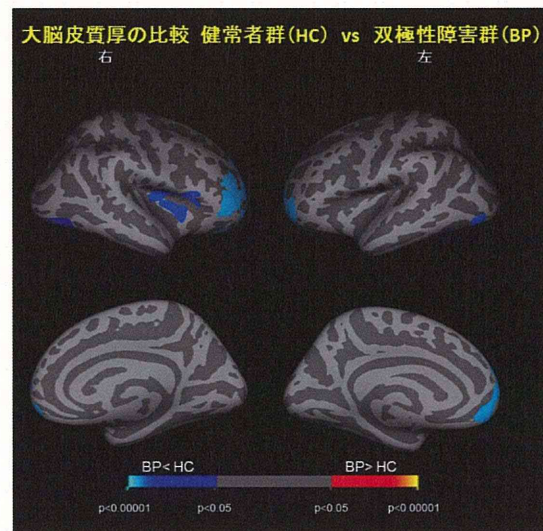 大脳皮質厚の比較 健常者群(HC) vs 双極性障害群(BP)
右 左
BP< HC BP> HC
p<0.00001 p<0.05 p<0.05 p<0.00001